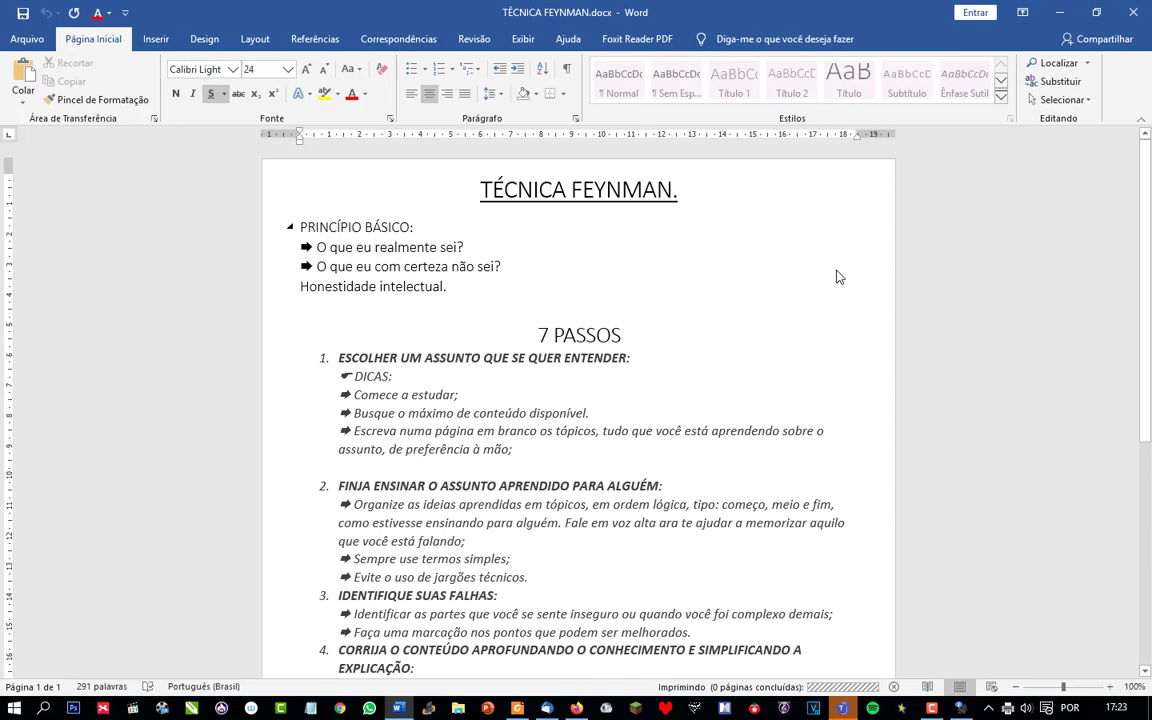 TÉCNICA FEYNMAN.docx - Word
Entrar
Arquivo Página Inicial Inserir Design Layout Referências Correspondências Revisão Exibir Ajuda Foxit Reader PDF Diga-me o que você deseja fazer Compartilhar
Colar
Recortar
Copiar
Pincel de Formatação
Área de Transferência
Calibri Light 24
N I S abc x₂ x²
Fonte
Parágrafo
AaBbCcDc AaBbCcDc AaBbCc AaBbCcD AaB AaBbCcD AaBbCcDc
¶ Normal ¶ Sem Esp... Título 1 Título 2 Título Subtítulo Ênfase Sutil
Estilos
Localizar
Substituir
Selecionar
Editando
TÉCNICA FEYNMAN.
PRINCÍPIO BÁSICO:
O que eu realmente sei?
O que eu com certeza não sei?
Honestidade intelectual.
7 PASSOS
1. ESCOLHER UM ASSUNTO QUE SE QUER ENTENDER:
DICAS:
Comece a estudar;
Busque o máximo de conteúdo disponível.
Escreva numa página em branco os tópicos, tudo que você está aprendendo sobre o
assunto, de preferência à mão;
2. FINJA ENSINAR O ASSUNTO APRENDIDO PARA ALGUÉM:
Organize as ideias aprendidas em tópicos, em ordem lógica, tipo: começo, meio e fim,
como estivesse ensinando para alguém. Fale em voz alta ara te ajudar a memorizar aquilo
que você está falando;
Sempre use termos simples;
Evite o uso de jargões técnicos.
3. IDENTIFIQUE SUAS FALHAS:
Identificar as partes que você se sente inseguro ou quando você foi complexo demais;
Faça uma marcação nos pontos que podem ser melhorados.
4. CORRIJA O CONTEÚDO APROFUNDANDO O CONHECIMENTO E SIMPLIFICANDO A
EXPLICAÇÃO:
Página 1 de 1 291 palavras Português (Brasil) Imprimindo (0 páginas concluídas: 100%
POR 17:23